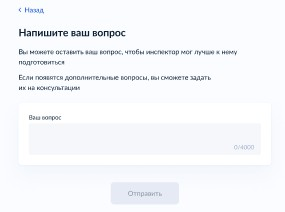 Назад
Напишите ваш вопрос
Вы можете оставить ваш вопрос, чтобы инспектор мог лучше к нему
подготовиться
Если появятся дополнительные вопросы, вы сможете задать
их на консультации
Ваш вопрос
0/4000
Отправить